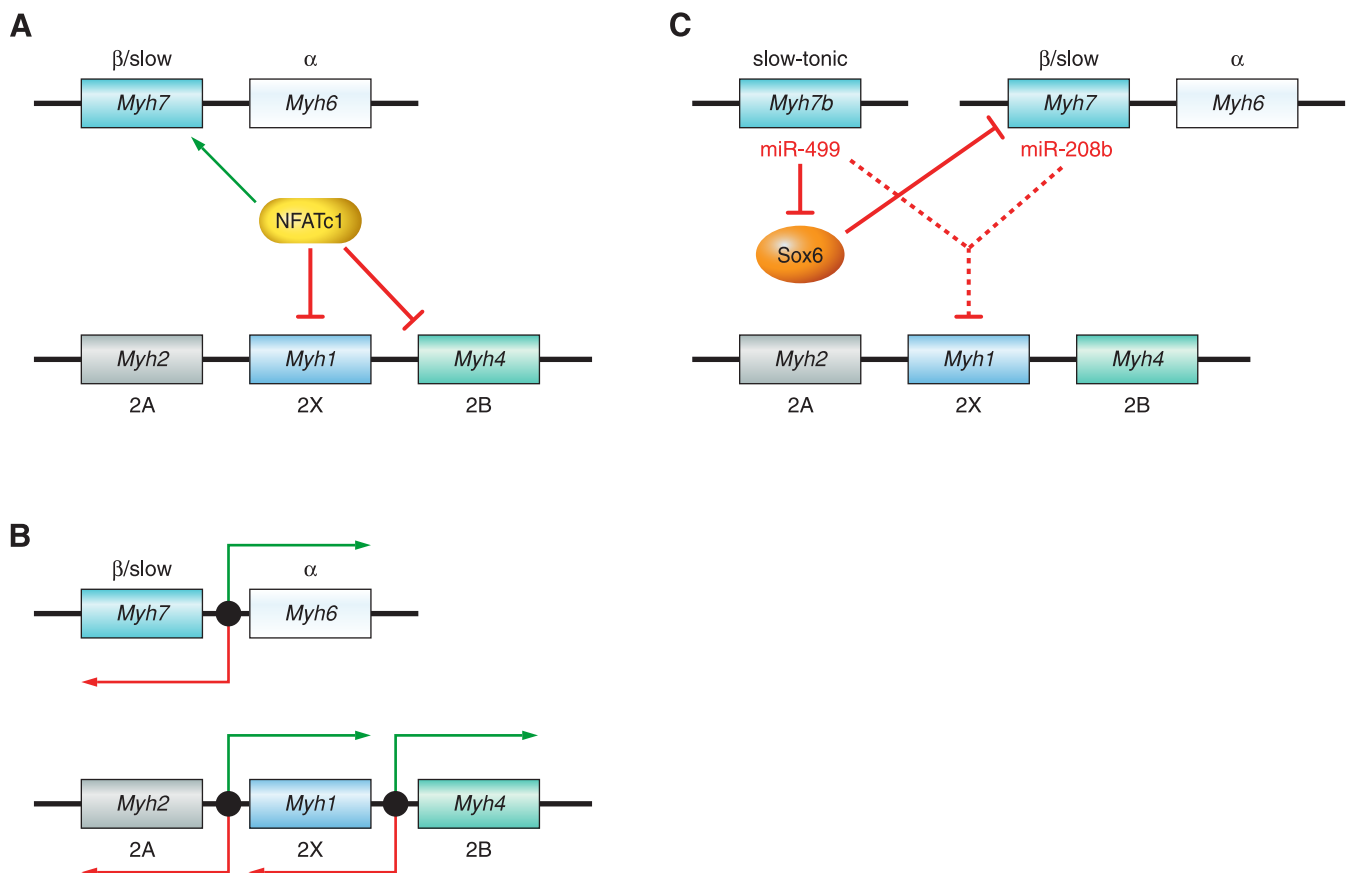 A
β/slow α
Myh7 Myh6
NFATc1
Myh2 Myh1 Myh4
2A 2X 2B
C
slow-tonic β/slow α
Myh7b Myh7 Myh6
miR-499 miR-208b
Sox6
Myh2 Myh1 Myh4
2A 2X 2B
B
β/slow α
Myh7 Myh6
Myh2 Myh1 Myh4
2A 2X 2B